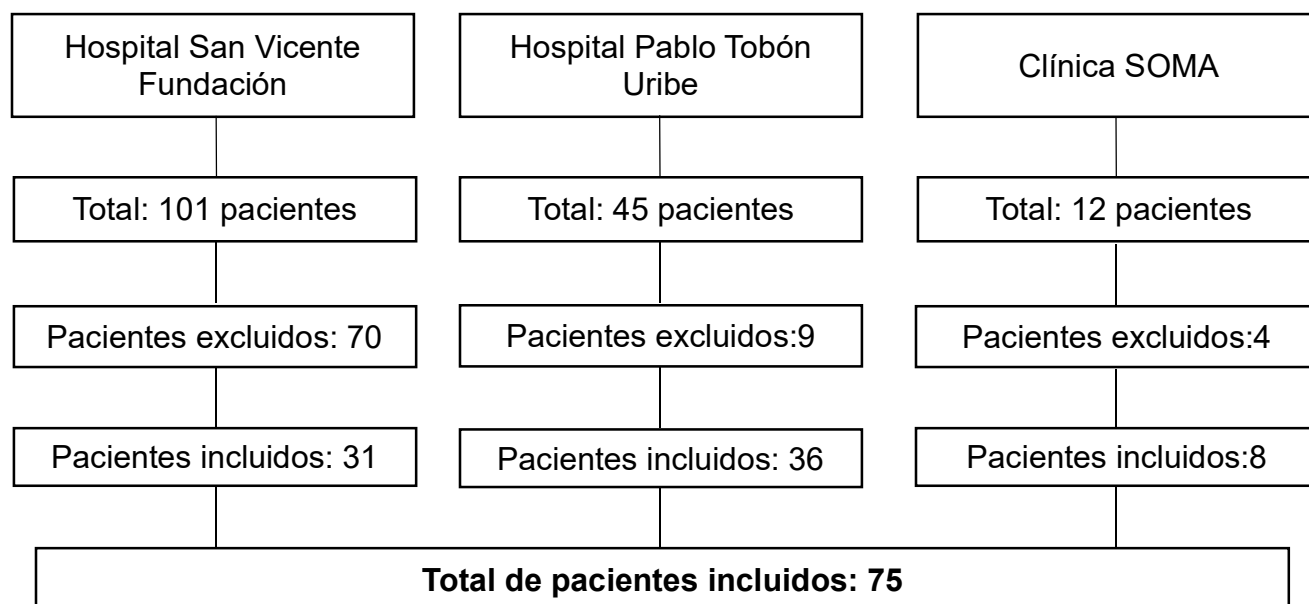 Hospital San Vicente
Fundación
Hospital Pablo Tobón
Uribe
Clínica SOMA
Total: 101 pacientes
Total: 45 pacientes
Total: 12 pacientes
Pacientes excluidos: 70
Pacientes excluidos:9
Pacientes excluidos:4
Pacientes incluidos: 31
Pacientes incluidos: 36
Pacientes incluidos:8
Total de pacientes incluidos: 75